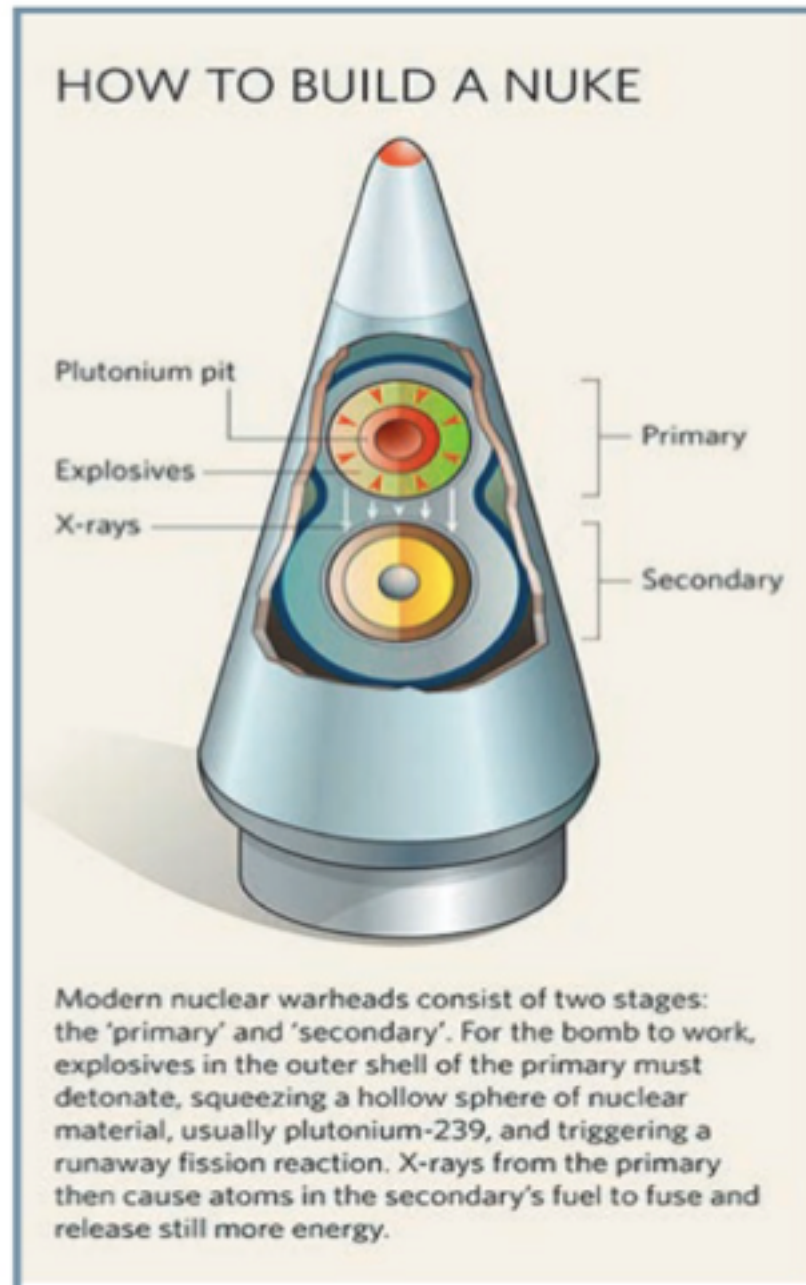 HOW TO BUILD A NUKE
Plutonium pit
Explosives
X-rays
Primary
Secondary
Modern nuclear warheads consist of two stages:
the ‘primary’ and ‘secondary’. For the bomb to work,
explosives in the outer shell of the primary must
detonate, squeezing a hollow sphere of nuclear
material, usually plutonium-239, and triggering a
runaway fission reaction. X-rays from the primary
then cause atoms in the secondary’s fuel to fuse and
release still more energy.